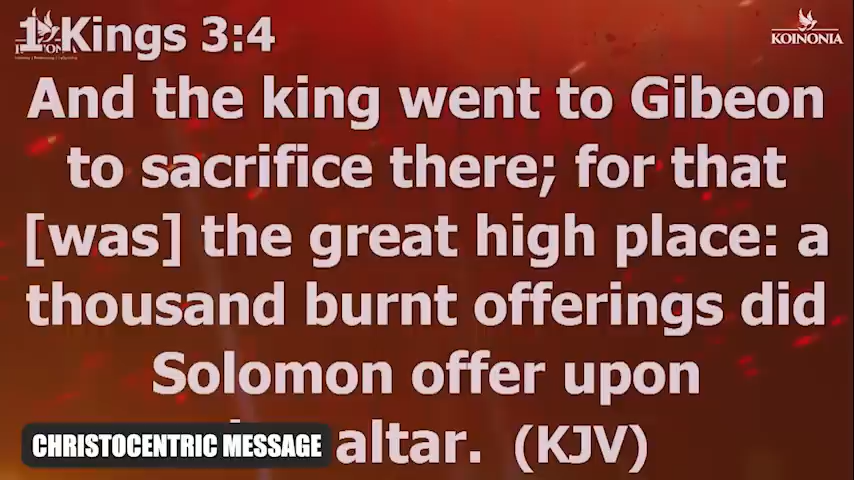 1 Kings 3:4
KOINONIA
And the king went to Gibeon
to sacrifice there; for that
[was] the great high place: a
thousand burnt offerings did
Solomon offer upon
altar. (KJV)
CHRISTOCENTRIC MESSAGE